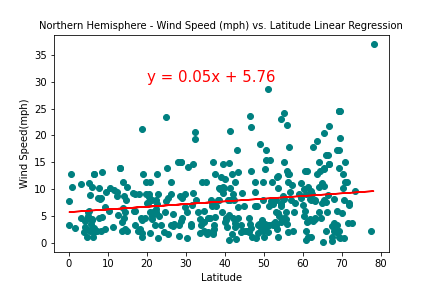 Northern Hemisphere - Wind Speed (mph) vs. Latitude Linear Regression
35
30
25
20
15
10
5
0
Wind Speed(mph)
y = 0.05x + 5.76
0 10 20 30 40 50 60 70 80
Latitude